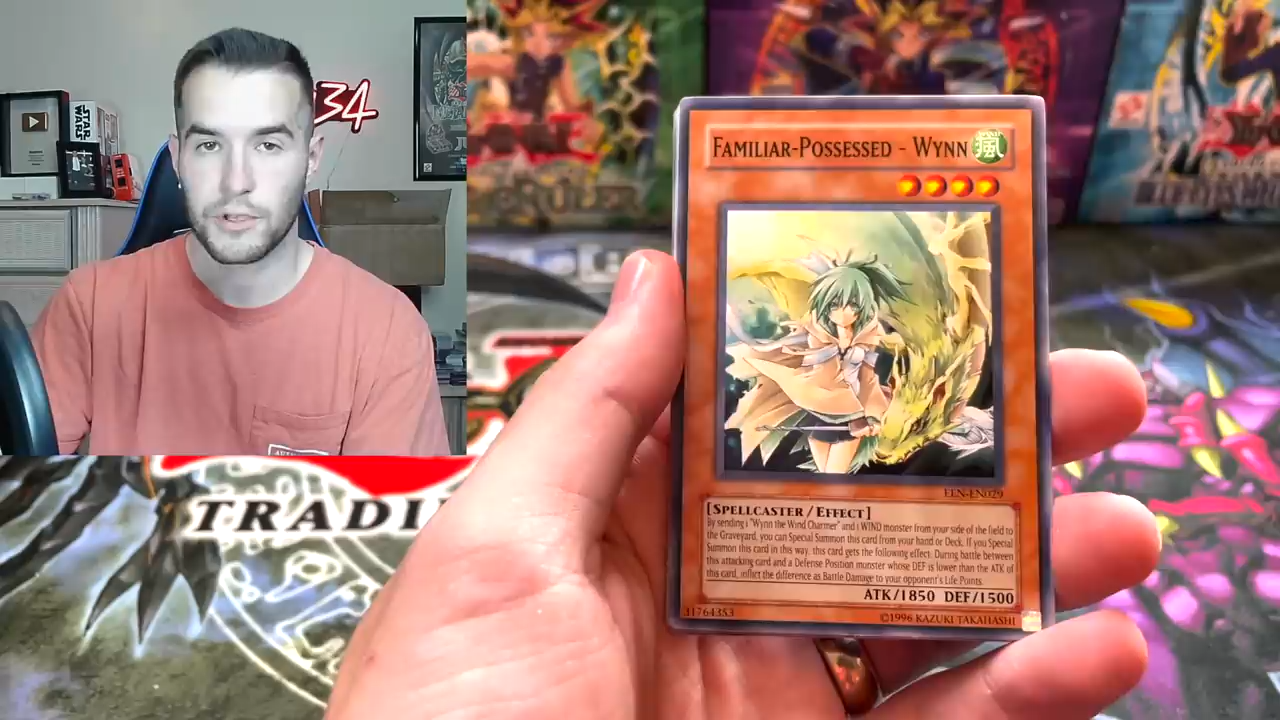 34
STAR
WARS
TRADI
FAMILIAR-POSSESSED - WYNN
風
EEN-EN029
[SPELLCASTER / EFFECT]
By sending 1 "Wynn the Wind Charmer" and 1 WIND monster from your side of the field to
the Graveyard, you can Special Summon this card from your hand or Deck. If you Special
Summon this card in this way, this card gets the following effect: During battle between
this attacking card and a Defense Position monster whose DEF is lower than the ATK of
this card, inflict the difference as Battle Damage to your opponent's Life Points.
ATK/1850 DEF/1500
31764353
©1996 KAZUKI TAKAHASHI